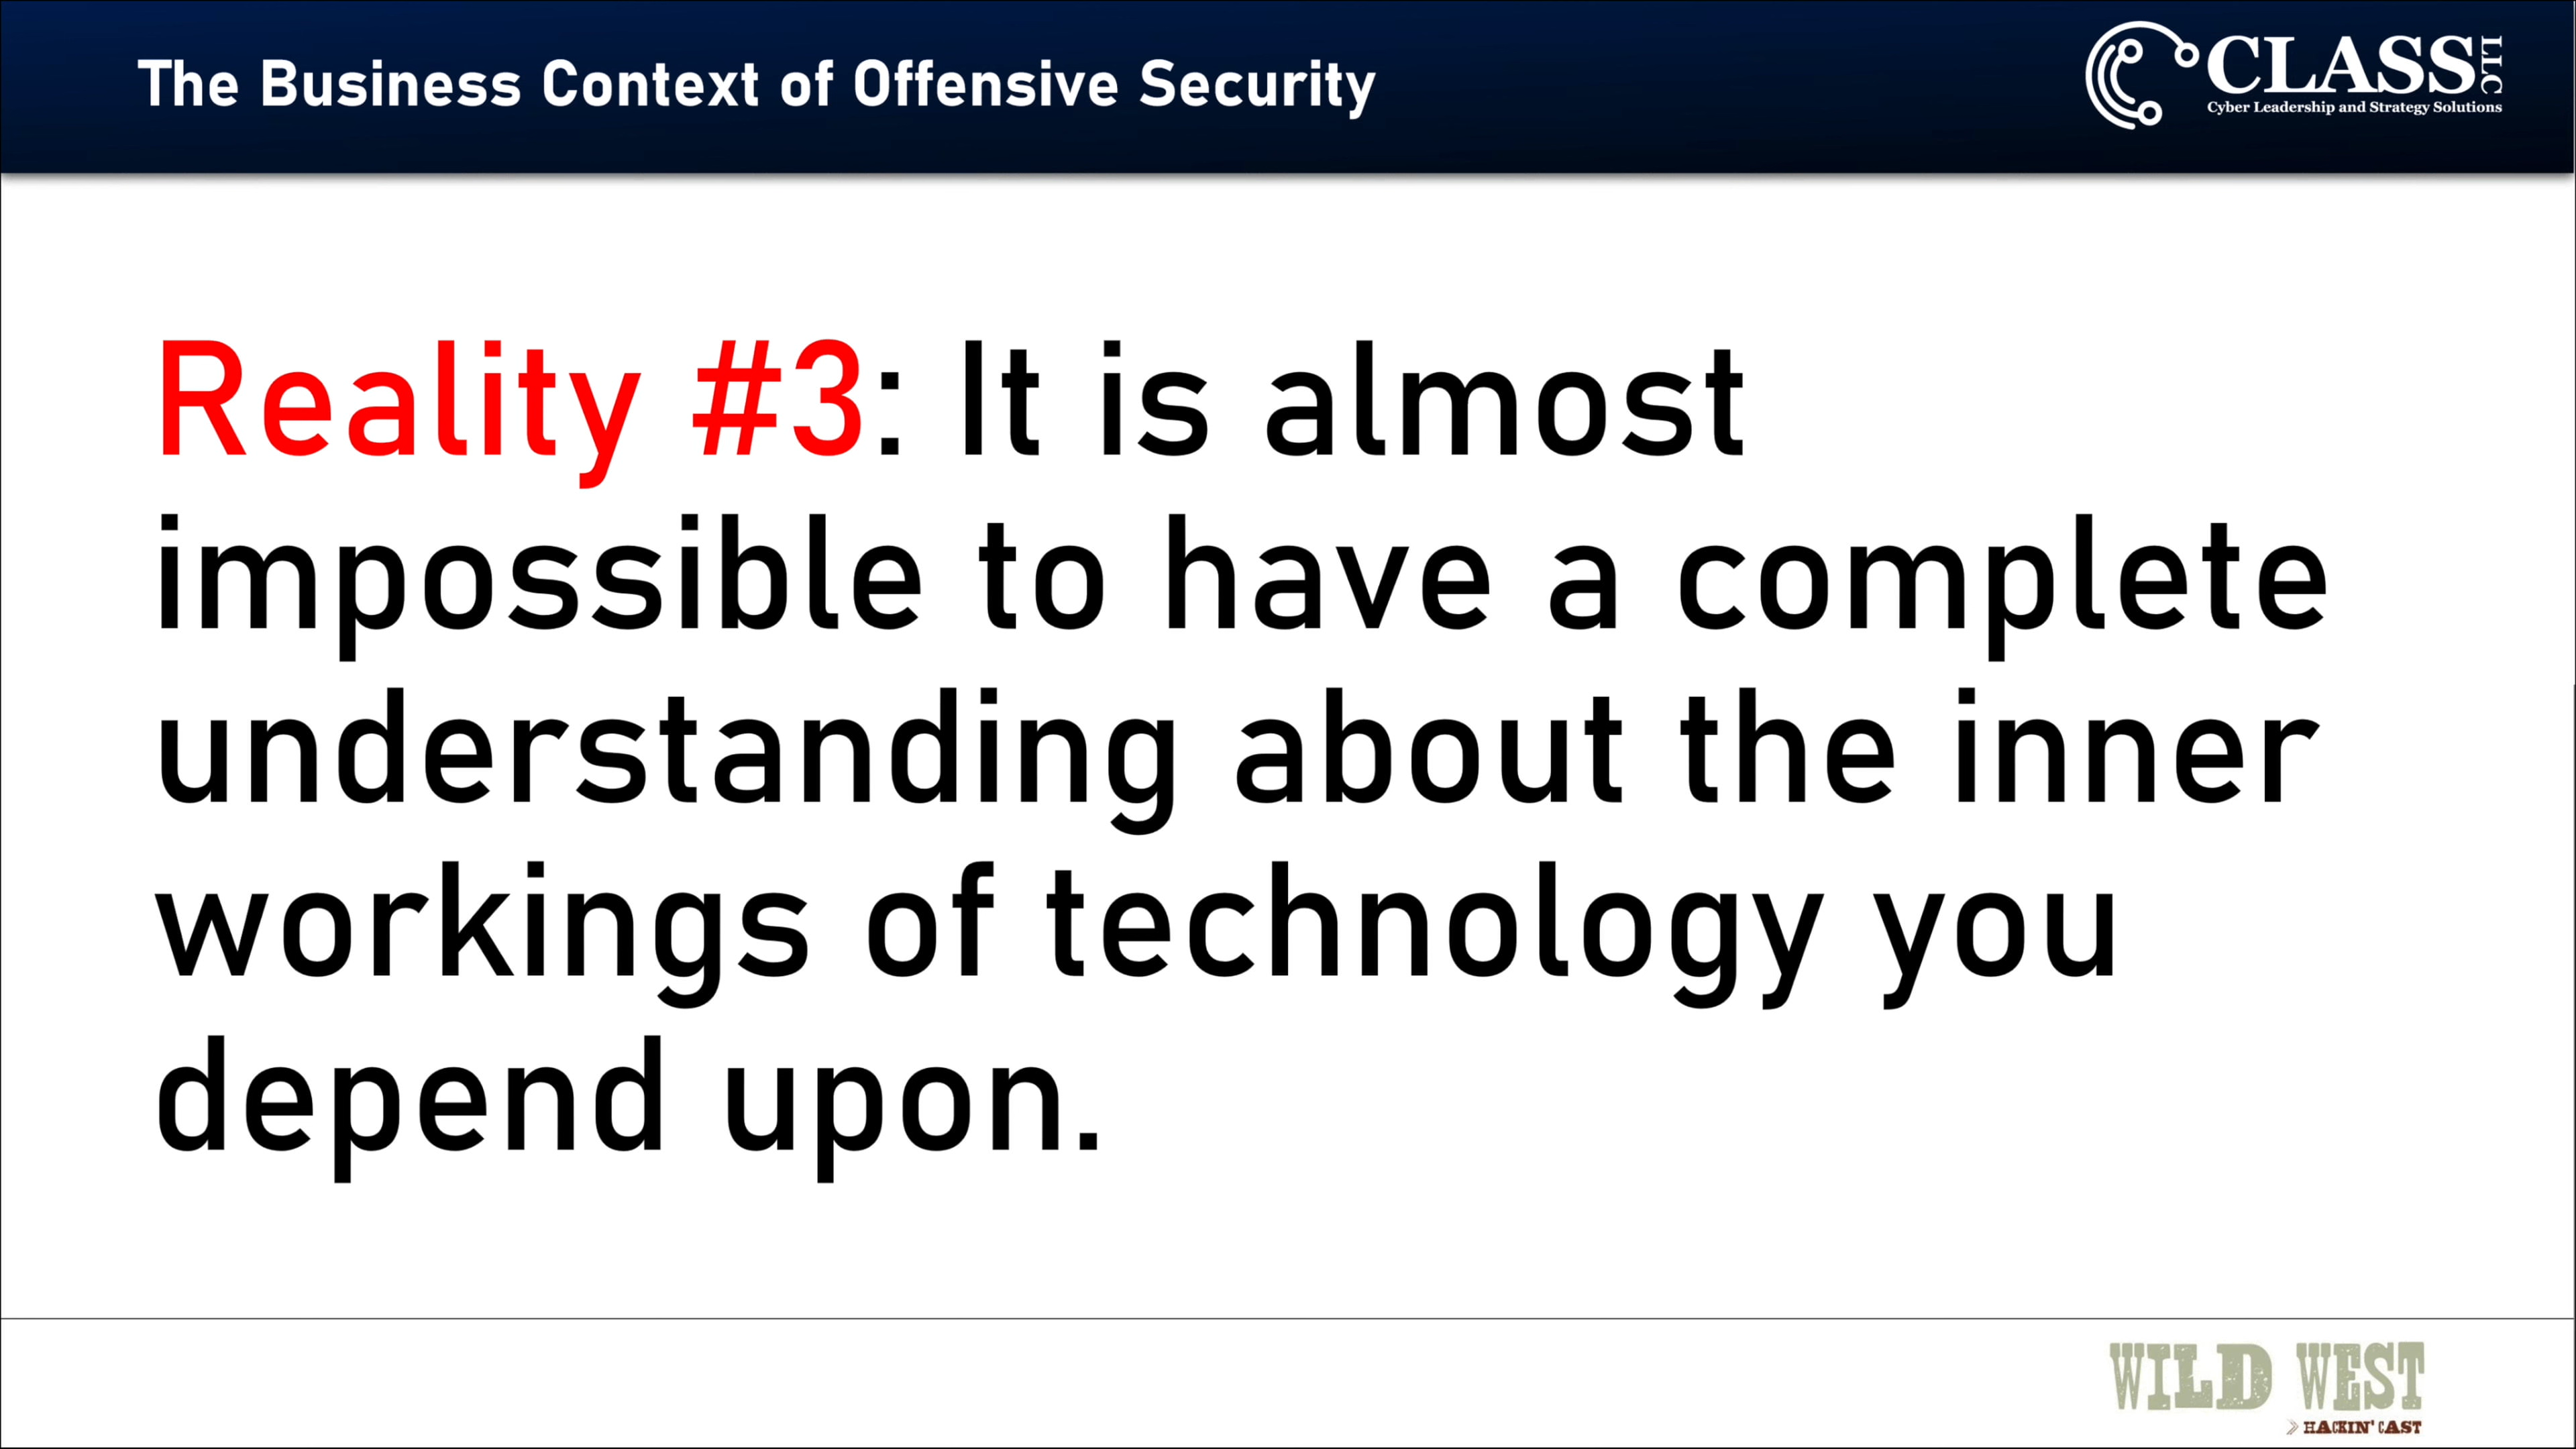 The Business Context of Offensive Security
CLASS LLC
Cyber Leadership and Strategy Solutions
Reality #3: It is almost
impossible to have a complete
understanding about the inner
workings of technology you
depend upon.
WILD WEST
HACKIN' CAST